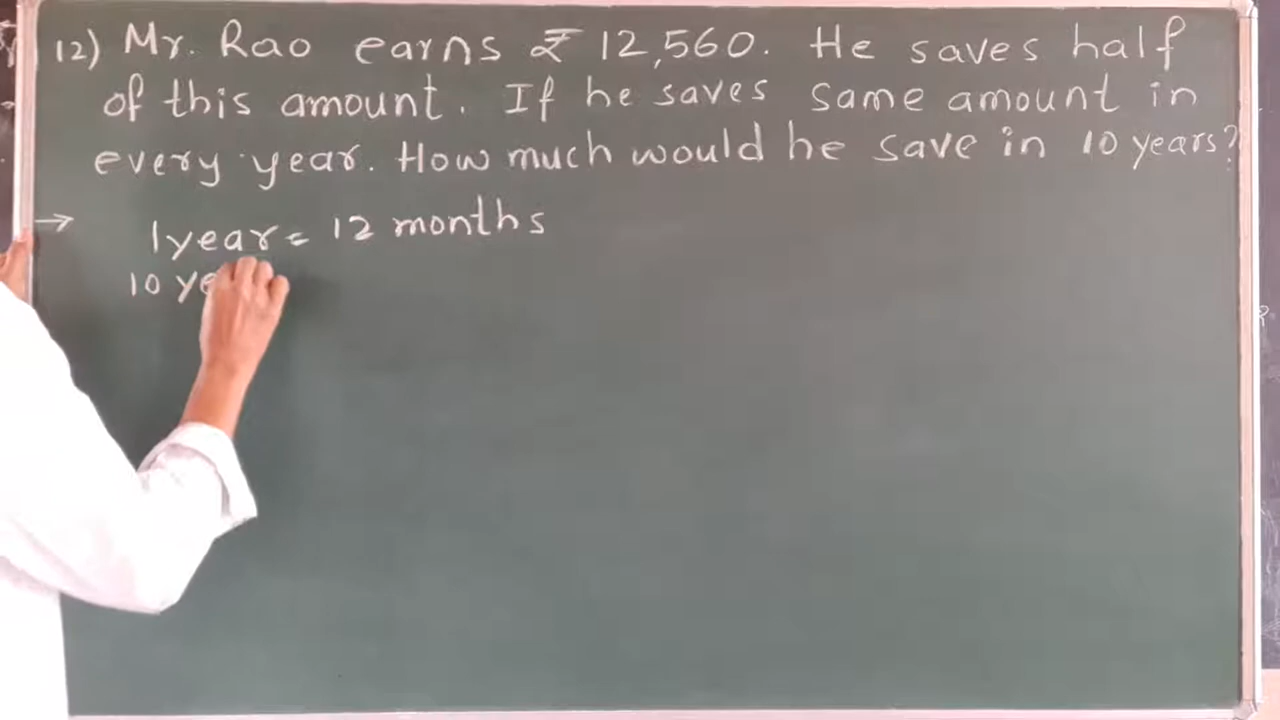 12) Mr. Rao earns ₹ 12,560. He saves half
of this amount. If he saves same amount in
every year. How much would he save in 10 years?
→ 1 year = 12 months
10 ye